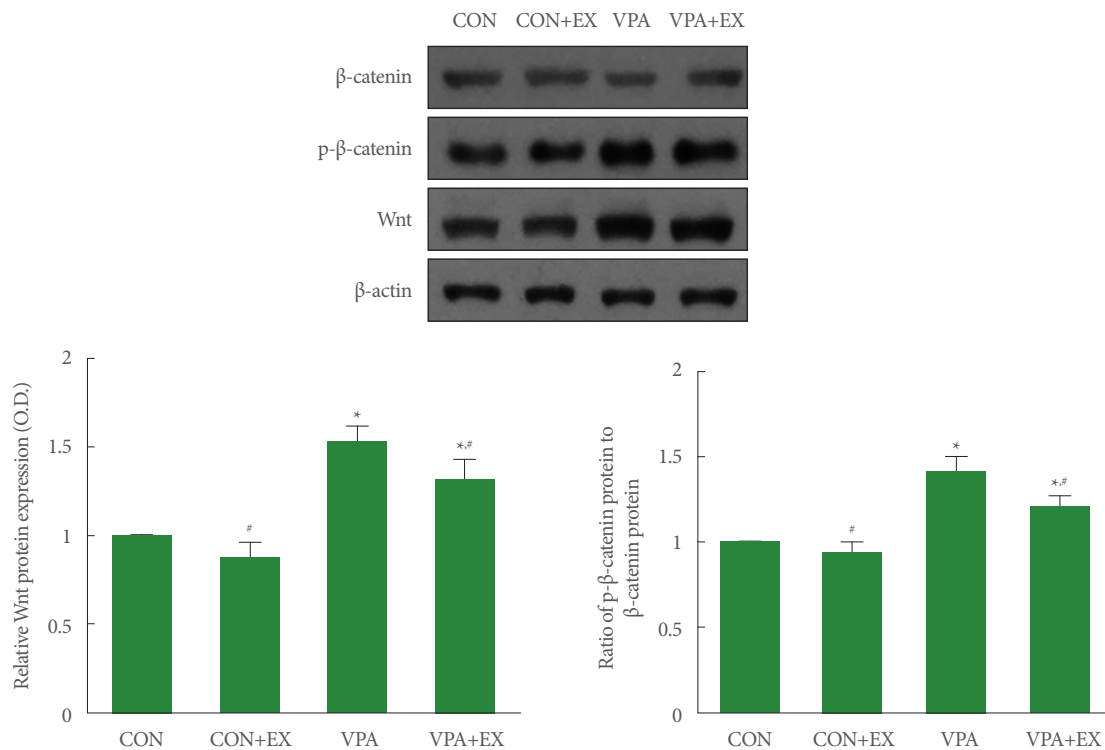 CON CON+EX VPA VPA+EX
β-catenin
p-β-catenin
Wnt
β-actin
Relative Wnt protein expression (O.D.)
2
1.5
1
0.5
0
#
*
*,#
CON CON+EX VPA VPA+EX
Ratio of p-β-catenin protein to
β-catenin protein
2
1.5
1
0.5
0
#
*
*,#
CON CON+EX VPA VPA+EX